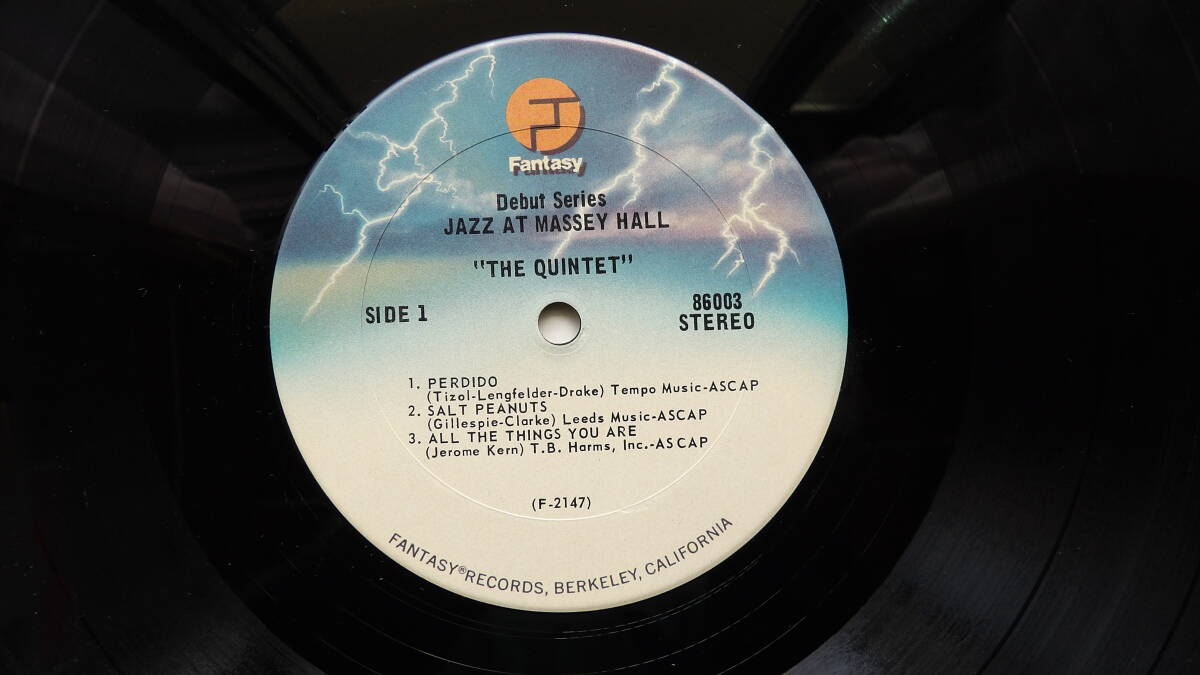 Fantasy
Debut Series
JAZZ AT MASSEY HALL
"THE QUINTET"
SIDE 1
86003
STEREO
1. PERDIDO
(Tizol-Lengfelder-Drake) Tempo Music-ASCAP
2. SALT PEANUTS
(Gillespie-Clarke) Leeds Music-ASCAP
3. ALL THE THINGS YOU ARE
(Jerome Kern) T.B. Harms, Inc.-ASCAP
(F-2147)
FANTASY® RECORDS, BERKELEY, CALIFORNIA